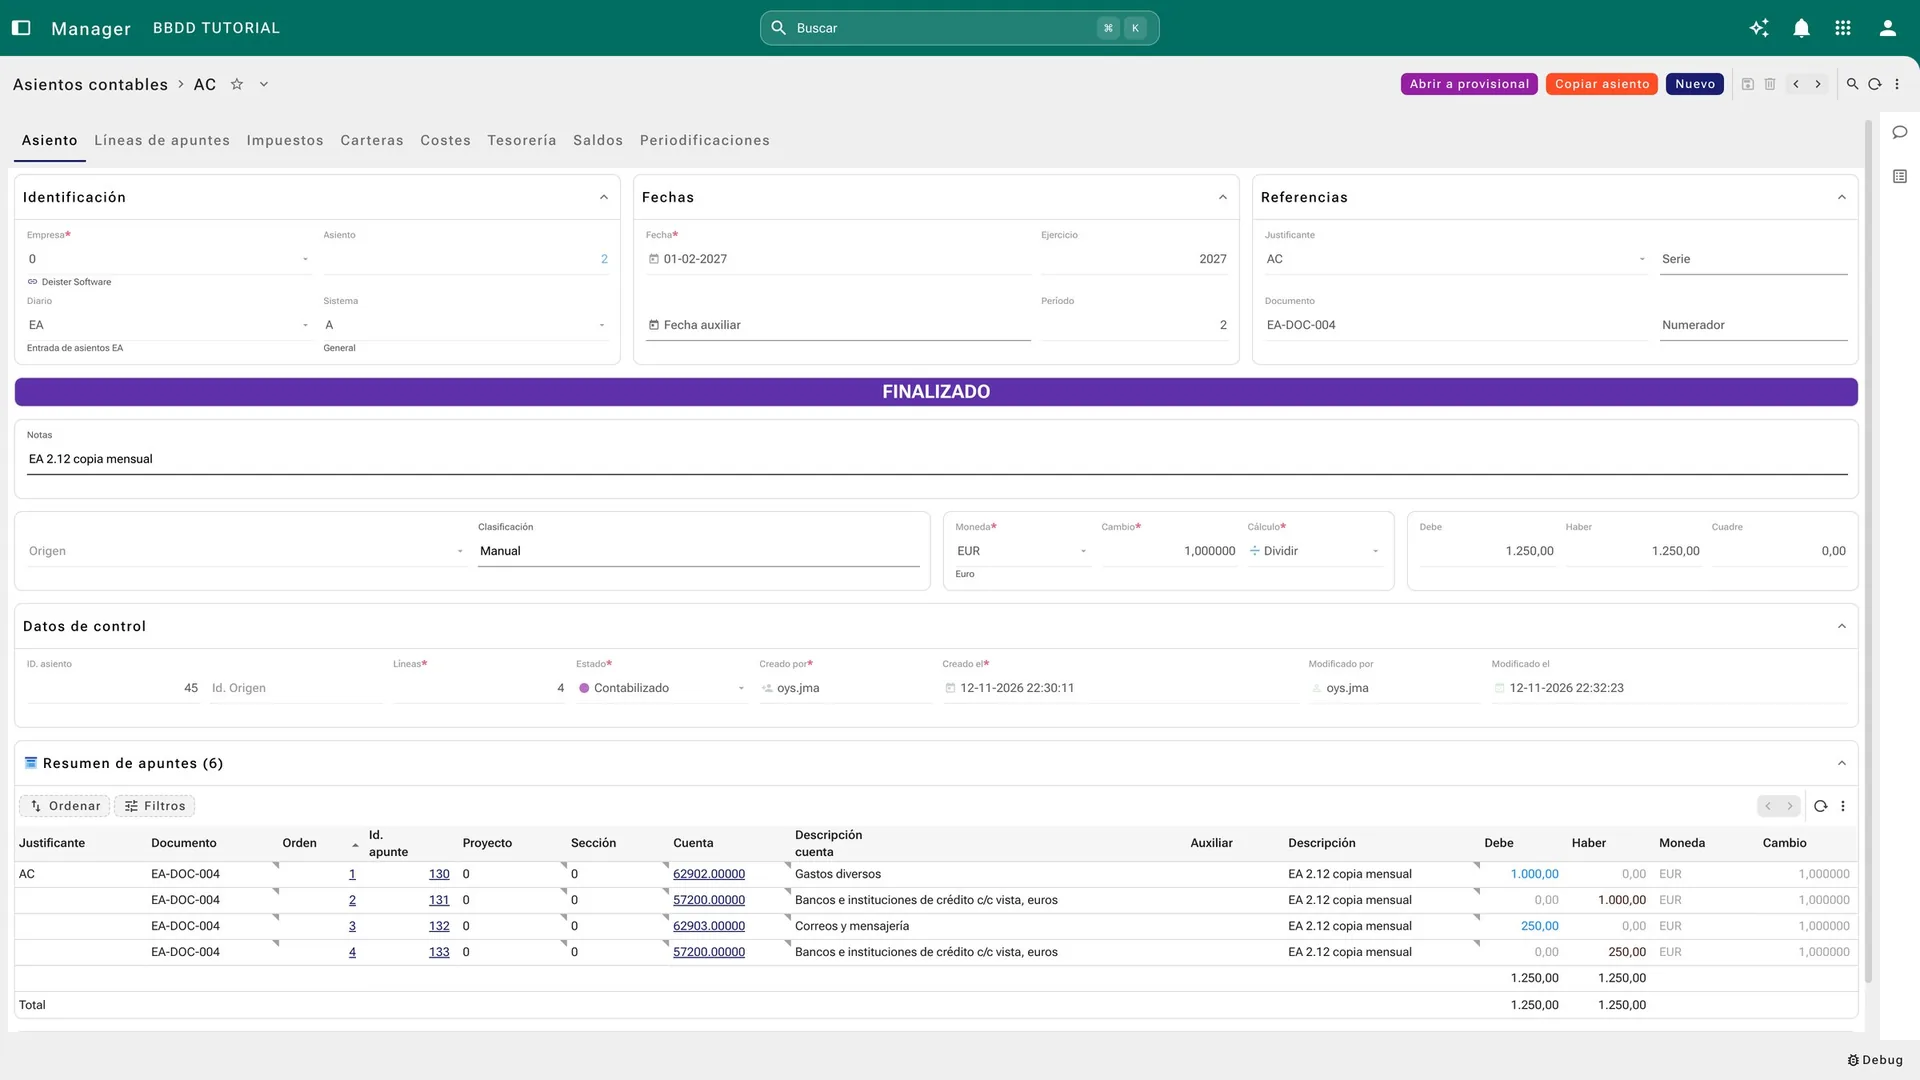 Manager BBDD TUTORIAL Buscar ⌘ K
Asientos contables > AC Abrir a provisional Copiar asiento Nuevo
Asiento Líneas de apuntes Impuestos Carteras Costes Tesorería Saldos Periodificaciones
Identificación
Empresa* Asiento
0 2
Deister Software
Diario Sistema
EA A
Entrada de asientos EA General
Fechas
Fecha* Ejercicio
01-02-2027 2027
Período
Fecha auxiliar 2
Referencias
Justificante
AC Serie
Documento
EA-DOC-004 Numerador
FINALIZADO
Notas
EA 2.12 copia mensual
Clasificación
Origen Manual
Moneda* Cambio* Cálculo*
EUR 1,000000 Dividir
Euro
Debe Haber Cuadre
1.250,00 1.250,00 0,00
Datos de control
ID. asiento Líneas* Estado* Creado por* Creado el* Modificado por Modificado el
45 Id. Origen 4 Contabilizado oys.jma 12-11-2026 22:30:11 oys.jma 12-11-2026 22:32:23
Resumen de apuntes (6)
Ordenar Filtros
Justificante Documento Orden Id. apunte Proyecto Sección Cuenta Descripción cuenta Auxiliar Descripción Debe Haber Moneda Cambio
AC EA-DOC-004 1 130 0 0 62902.00000 Gastos diversos EA 2.12 copia mensual 1.000,00 0,00 EUR 1,000000
EA-DOC-004 2 131 0 0 57200.00000 Bancos e instituciones de crédito c/c vista, euros EA 2.12 copia mensual 0,00 1.000,00 EUR 1,000000
EA-DOC-004 3 132 0 0 62903.00000 Correos y mensajería EA 2.12 copia mensual 250,00 0,00 EUR 1,000000
EA-DOC-004 4 133 0 0 57200.00000 Bancos e instituciones de crédito c/c vista, euros EA 2.12 copia mensual 0,00 250,00 EUR 1,000000
1.250,00 1.250,00
Total 1.250,00 1.250,00
Debug